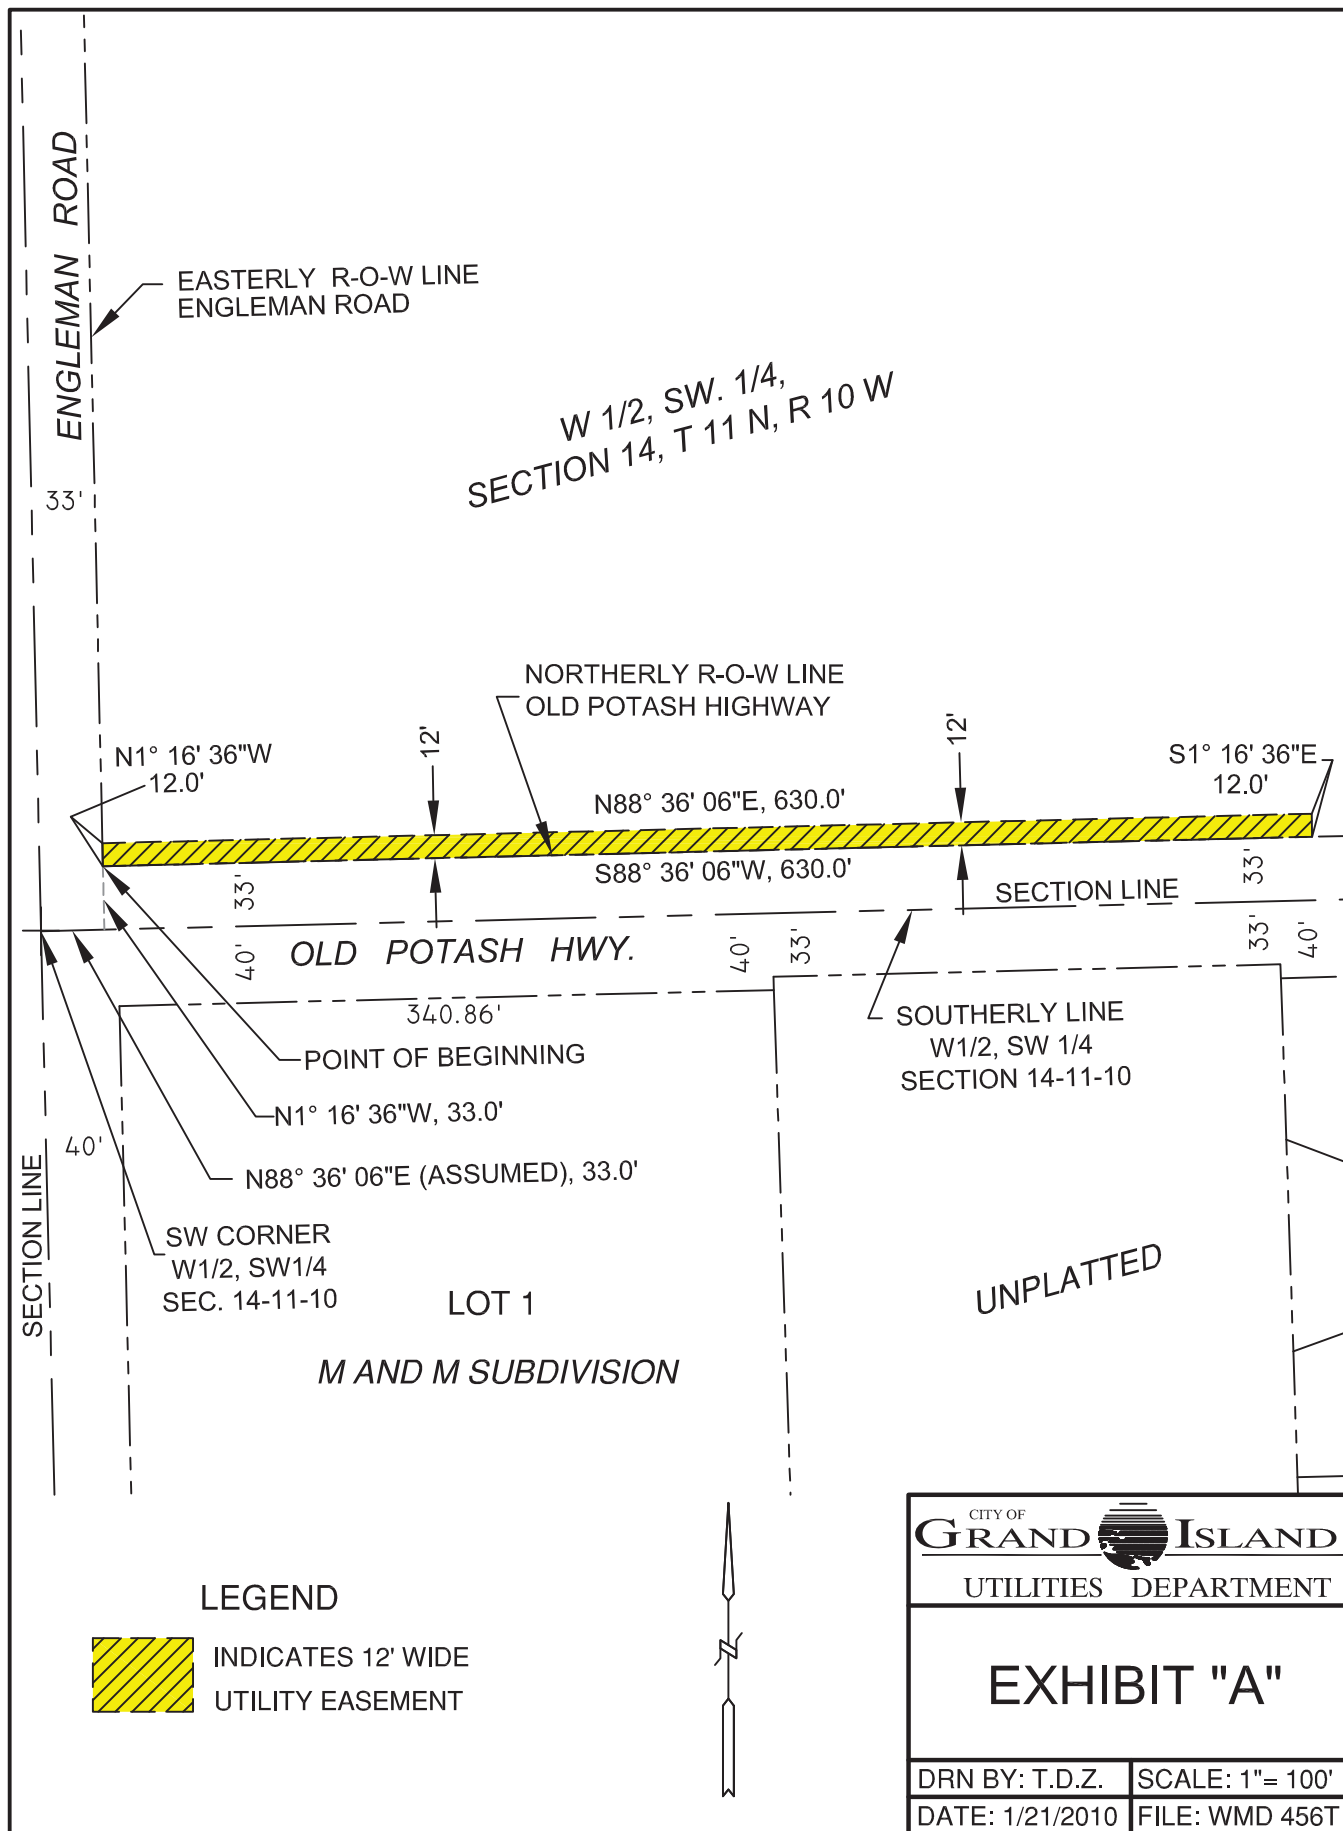 ENGLEMAN ROAD
EASTERLY R-O-W LINE
ENGLEMAN ROAD
W 1/2, SW. 1/4,
SECTION 14, T 11 N, R 10 W
33'
NORTHERLY R-O-W LINE
OLD POTASH HIGHWAY
N1° 16' 36"W
12.0'
12'
12'
S1° 16' 36"E
12.0'
N88° 36' 06"E, 630.0'
S88° 36' 06"W, 630.0'
33'
33'
SECTION LINE
40'
OLD POTASH HWY.
40'
33'
33'
40'
340.86'
SOUTHERLY LINE
W1/2, SW 1/4
SECTION 14-11-10
POINT OF BEGINNING
N1° 16' 36"W, 33.0'
40'
N88° 36' 06"E (ASSUMED), 33.0'
SECTION LINE
SW CORNER
W1/2, SW1/4
SEC. 14-11-10
LOT 1
M AND M SUBDIVISION
UNPLATTED
LEGEND
INDICATES 12' WIDE
UTILITY EASEMENT
N
CITY OF
GRAND ISLAND
UTILITIES DEPARTMENT
EXHIBIT "A"
DRN BY: T.D.Z.
SCALE: 1"= 100'
DATE: 1/21/2010
FILE: WMD 456T